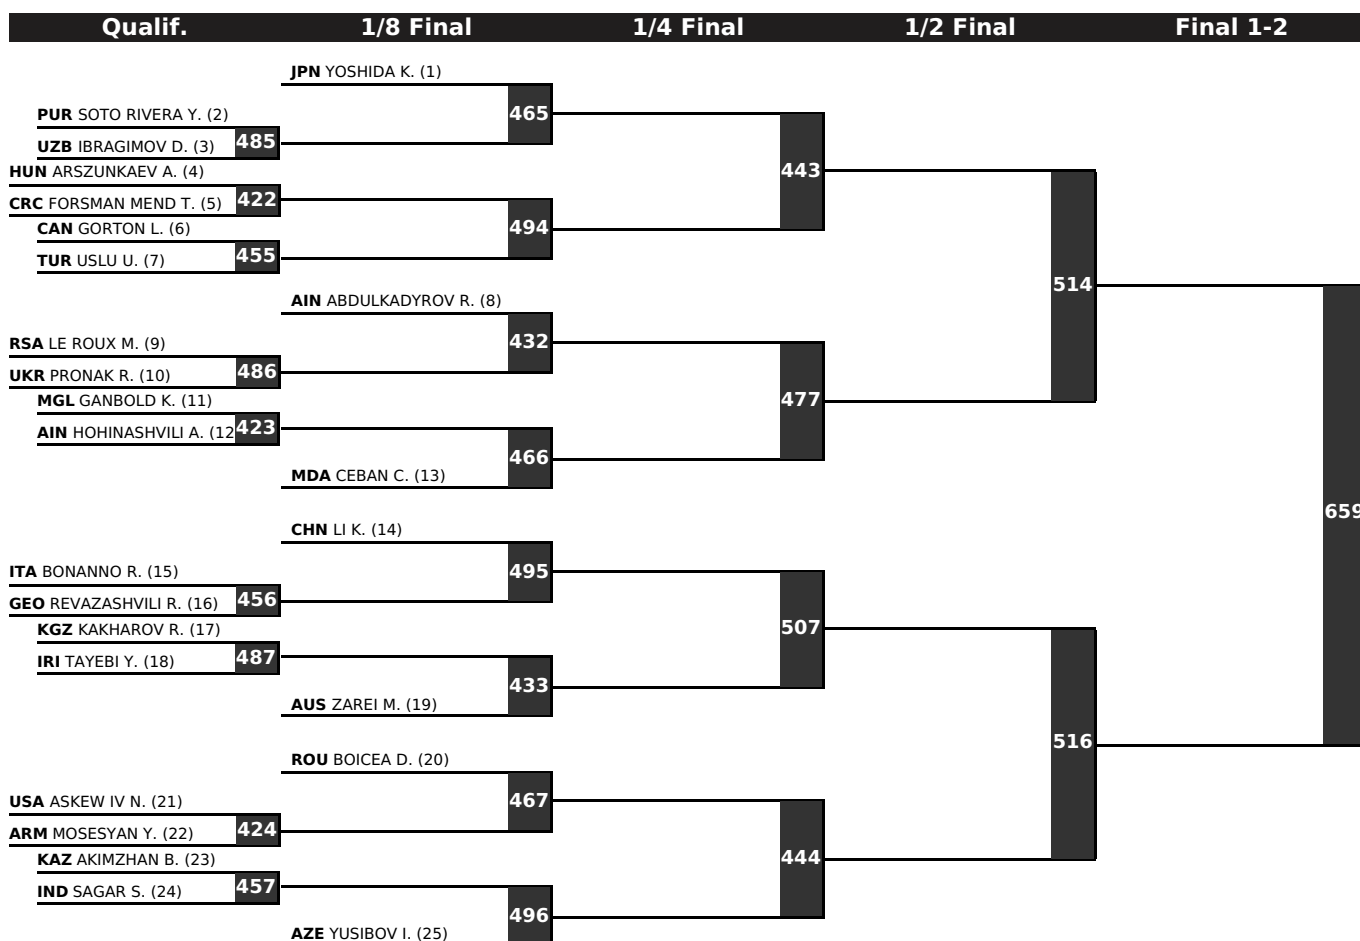 Qualif. 1/8 Final 1/4 Final 1/2 Final Final 1-2
JPN YOSHIDA K. (1)
465
PUR SOTO RIVERA Y. (2)
485
UZB IBRAGIMOV D. (3)
443
HUN ARSZUNKAEV A. (4)
422
CRC FORSMAN MEND T. (5)
494
CAN GORTON L. (6)
455
TUR USLU U. (7)
514
AIN ABDULKADYROV R. (8)
432
RSA LE ROUX M. (9)
486
UKR PRONAK R. (10)
477
MGL GANBOLD K. (11)
423
AIN HOHINASHVILI A. (12
466
MDA CEBAN C. (13)
659
CHN LI K. (14)
495
ITA BONANNO R. (15)
456
GEO REVAZASHVILI R. (16)
507
KGZ KAKHAROV R. (17)
487
IRI TAYEBI Y. (18)
433
AUS ZAREI M. (19)
516
ROU BOICEA D. (20)
467
USA ASKEW IV N. (21)
424
ARM MOSESYAN Y. (22)
444
KAZ AKIMZHAN B. (23)
457
IND SAGAR S. (24)
496
AZE YUSIBOV I. (25)